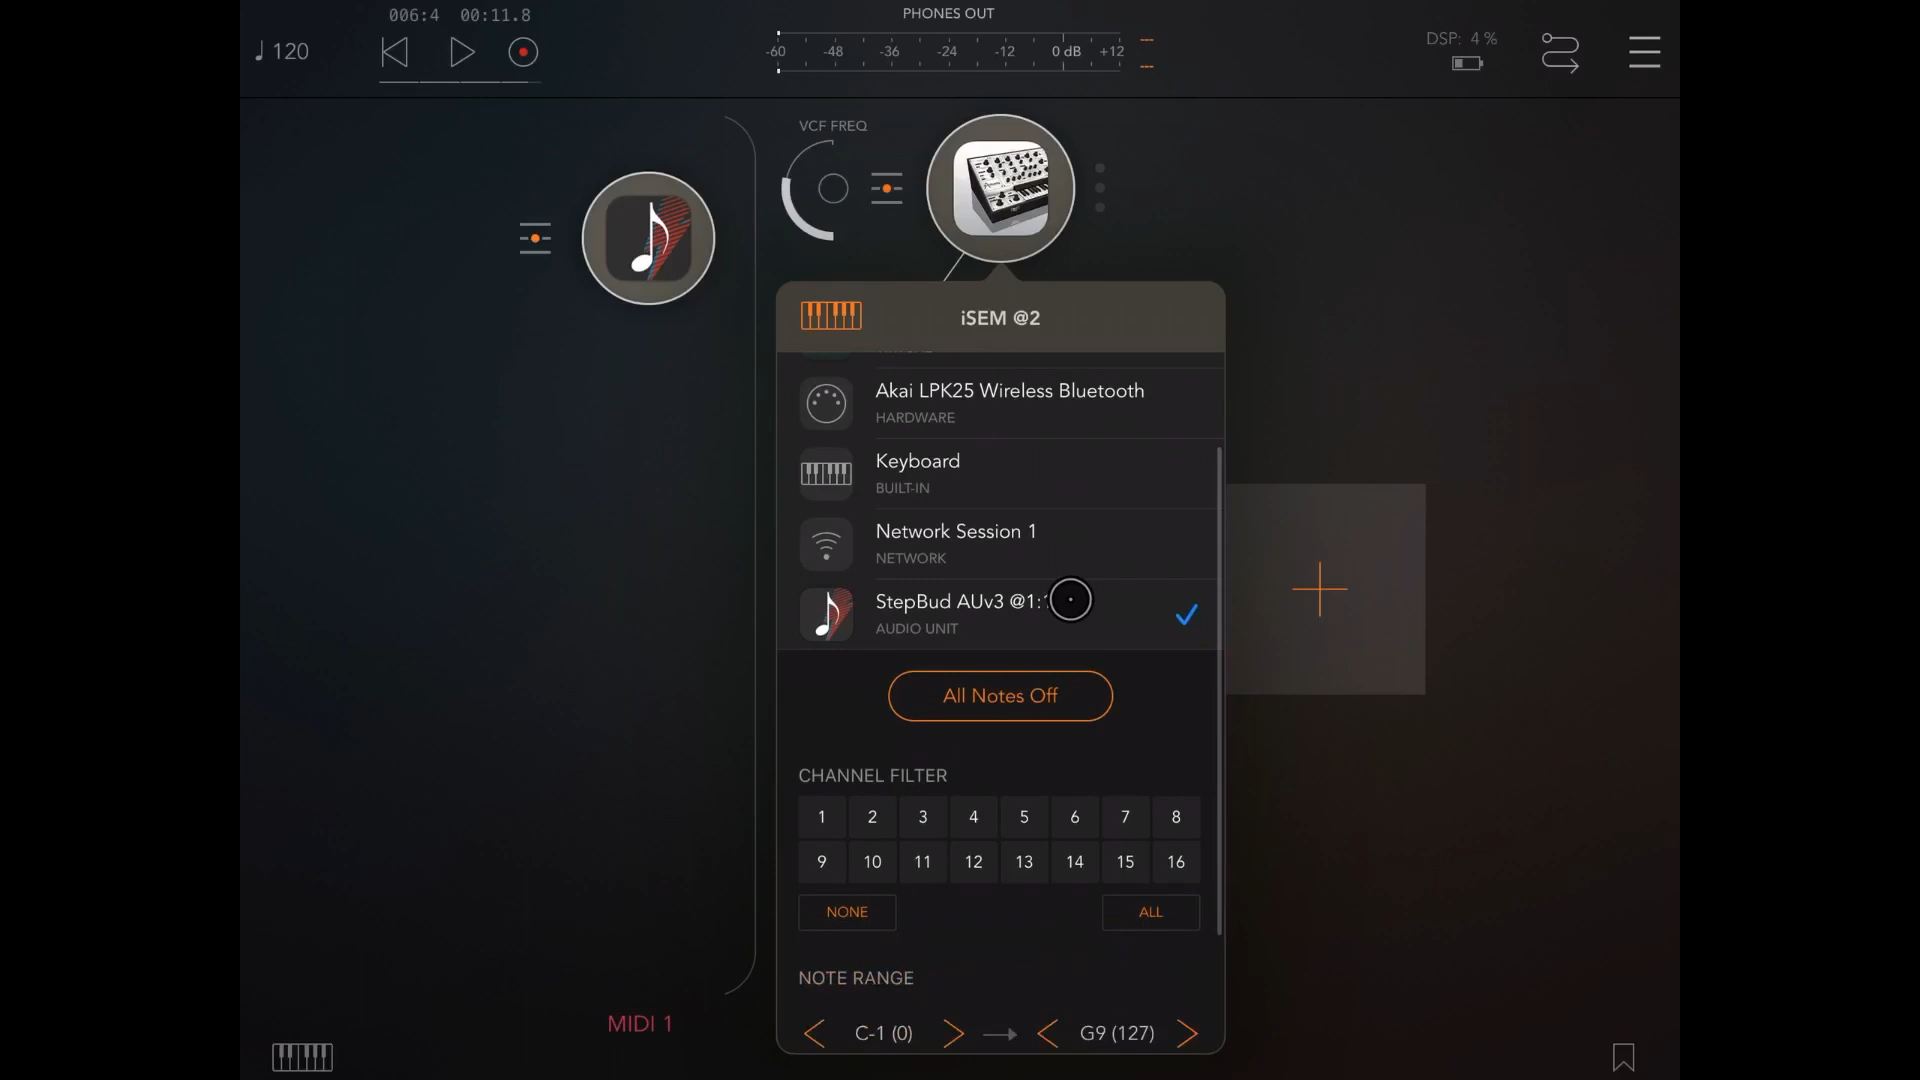 006:4 00:11.8
PHONES OUT
120
-60 -48 -36 -24 -12 0 dB +12
DSP: 4 %
VCF FREQ
iSEM @2
Akai LPK25 Wireless Bluetooth
HARDWARE
Keyboard
BUILT-IN
Network Session 1
NETWORK
StepBud AUv3 @1:
AUDIO UNIT
All Notes Off
CHANNEL FILTER
1 2 3 4 5 6 7 8
9 10 11 12 13 14 15 16
NONE ALL
NOTE RANGE
C-1 (0) G9 (127)
MIDI 1